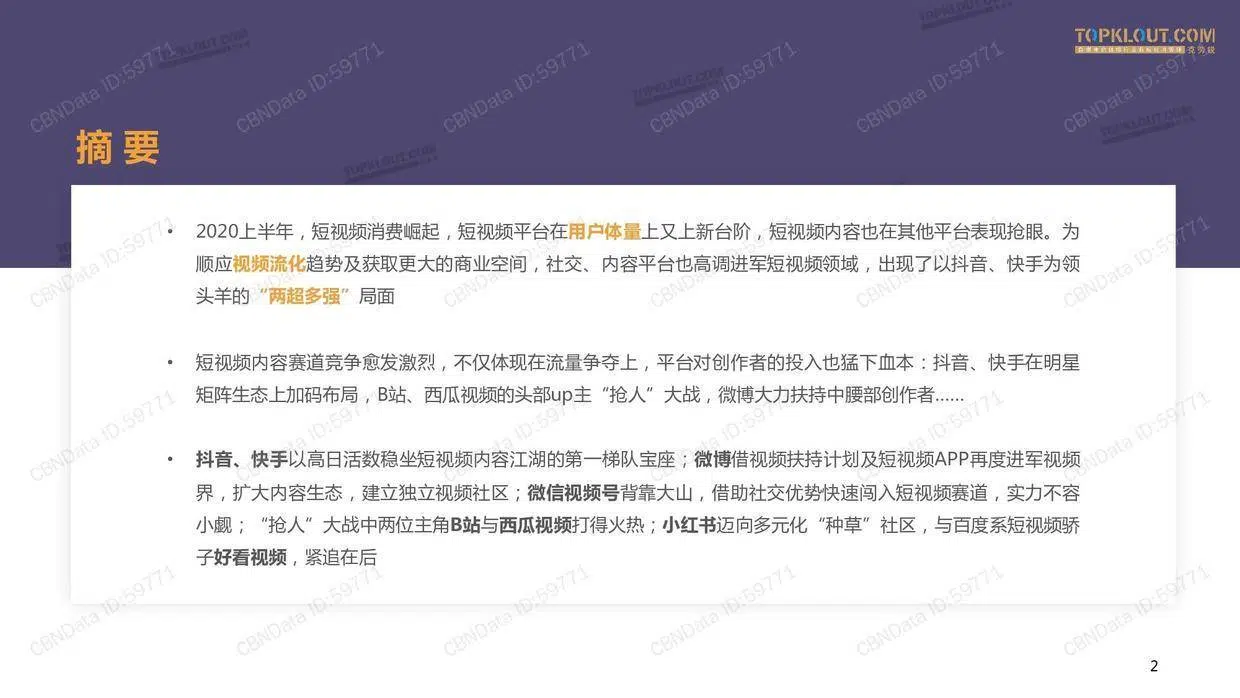 TOPKLOUT.COM
克劳锐
摘 要
• 2020上半年，短视频消费崛起，短视频平台在用户体量上又上新台阶，短视频内容也在其他平台表现抢眼。为
顺应视频流化趋势及获取更大的商业空间，社交、内容平台也高调进军短视频领域，出现了以抖音、快手为领
头羊的“两超多强”局面
• 短视频内容赛道竞争愈发激烈，不仅体现在流量争夺上，平台对创作者的投入也猛下血本：抖音、快手在明星
矩阵生态上加码布局，B站、西瓜视频的头部up主“抢人”大战，微博大力扶持中腰部创作者......
• 抖音、快手以高日活数稳坐短视频内容江湖的第一梯队宝座；微博借视频扶持计划及短视频APP再度进军视频
界，扩大内容生态，建立独立视频社区；微信视频号背靠大山，借助社交优势快速闯入短视频赛道，实力不容
小觑；“抢人”大战中两位主角B站与西瓜视频打得火热；小红书迈向多元化“种草”社区，与百度系短视频骄
子好看视频，紧追在后
CBNData ID:59771
2